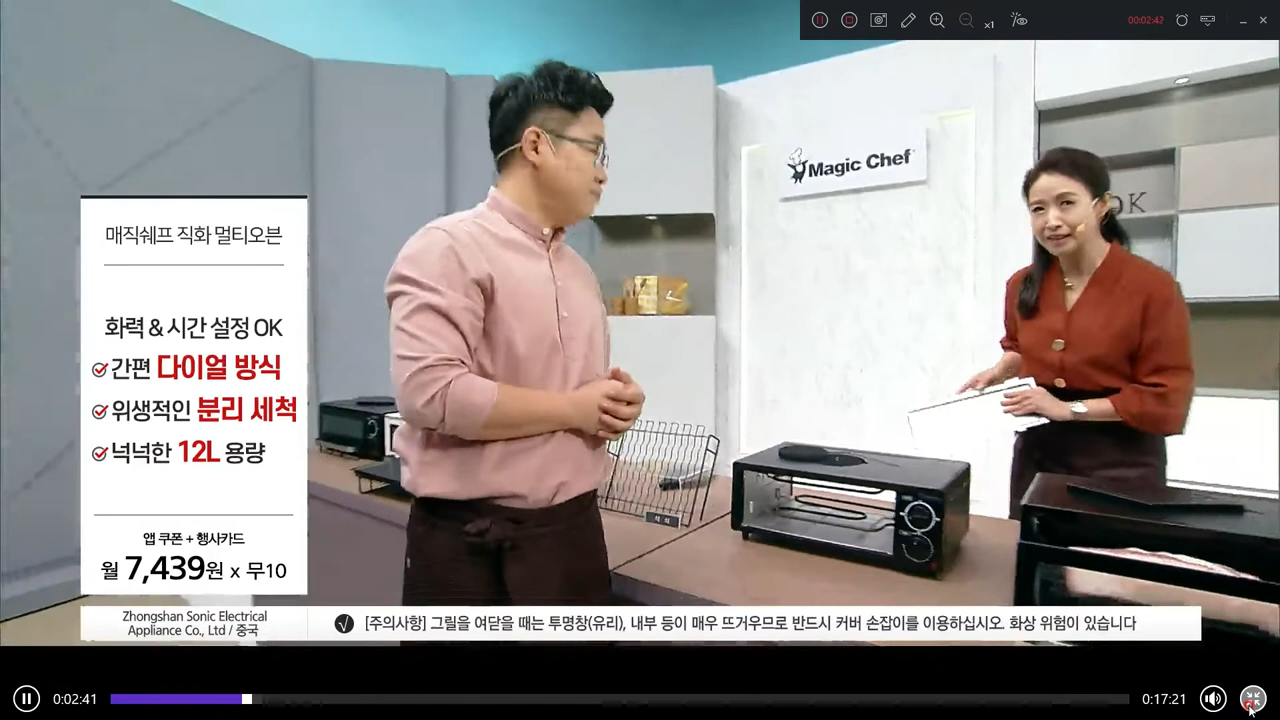 x1
00:02:42
Magic Chef
OK
매직쉐프 직화 멀티오븐
화력 & 시간 설정 OK
간편 다이얼 방식
위생적인 분리 세척
넉넉한 12L 용량
앱 쿠폰 + 행사카드
월 7,439원 x 무10
Zhongshan Sonic Electrical
Appliance Co., Ltd / 중국
[주의사항] 그릴을 여닫을 때는 투명창(유리), 내부 등이 매우 뜨거우므로 반드시 커버 손잡이를 이용하십시오. 화상 위험이 있습니다
0:02:41
0:17:21